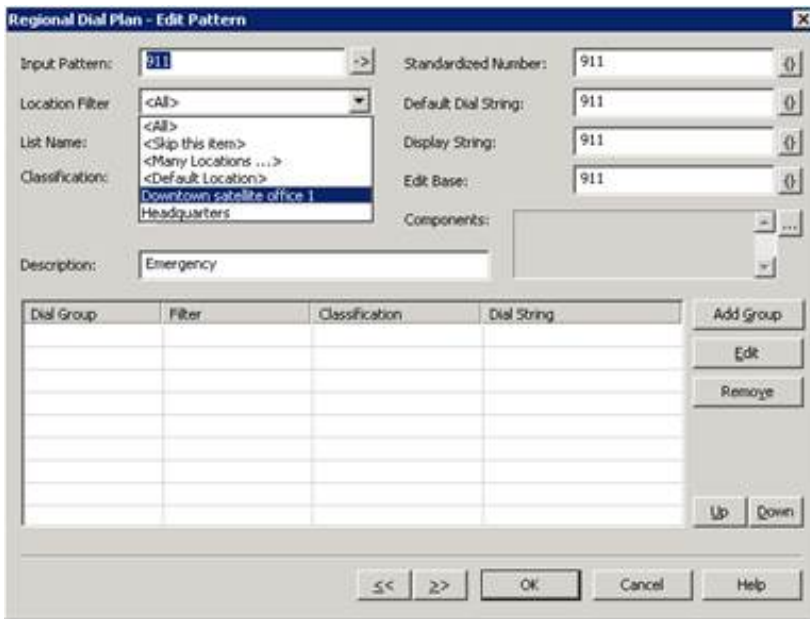 Regional Dial Plan - Edit Pattern
Input Pattern: 911 ->
Standardized Number: 911 {}
Location Filter <All>
Default Dial String: 911 {}
List Name:
<All>
<Skip this item>
<Many Locations ...>
<Default Location>
Downtown satellite office 1
Headquarters
Display String: 911 {}
Classification:
Edit Base: 911 {}
Components: ...
Description: Emergency
Dial Group Filter Classification Dial String
Add Group
Edit
Remove
Up Down
<< >> OK Cancel Help